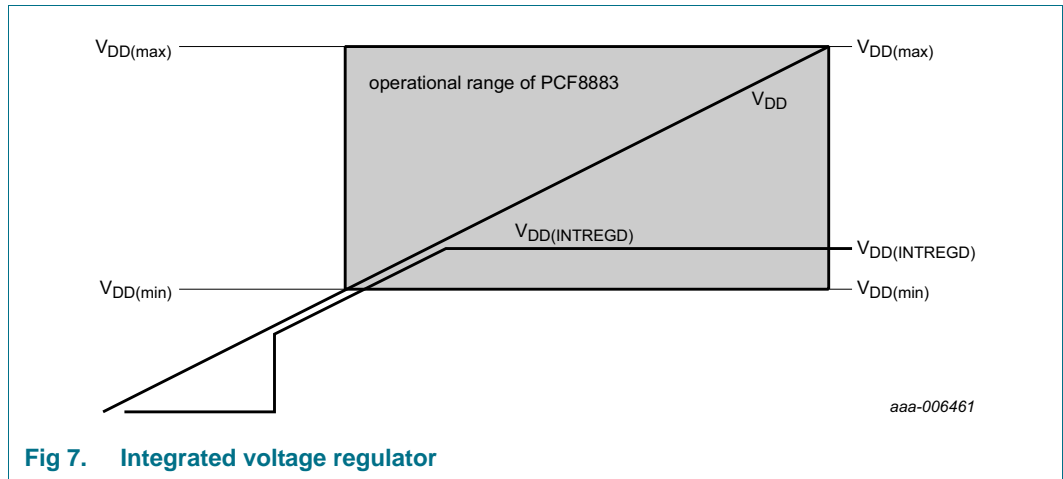 VDD(max)
VDD(max)
operational range of PCF8883
VDD
VDD(INTREGD)
VDD(INTREGD)
VDD(min)
VDD(min)
aaa-006461
Fig 7. Integrated voltage regulator